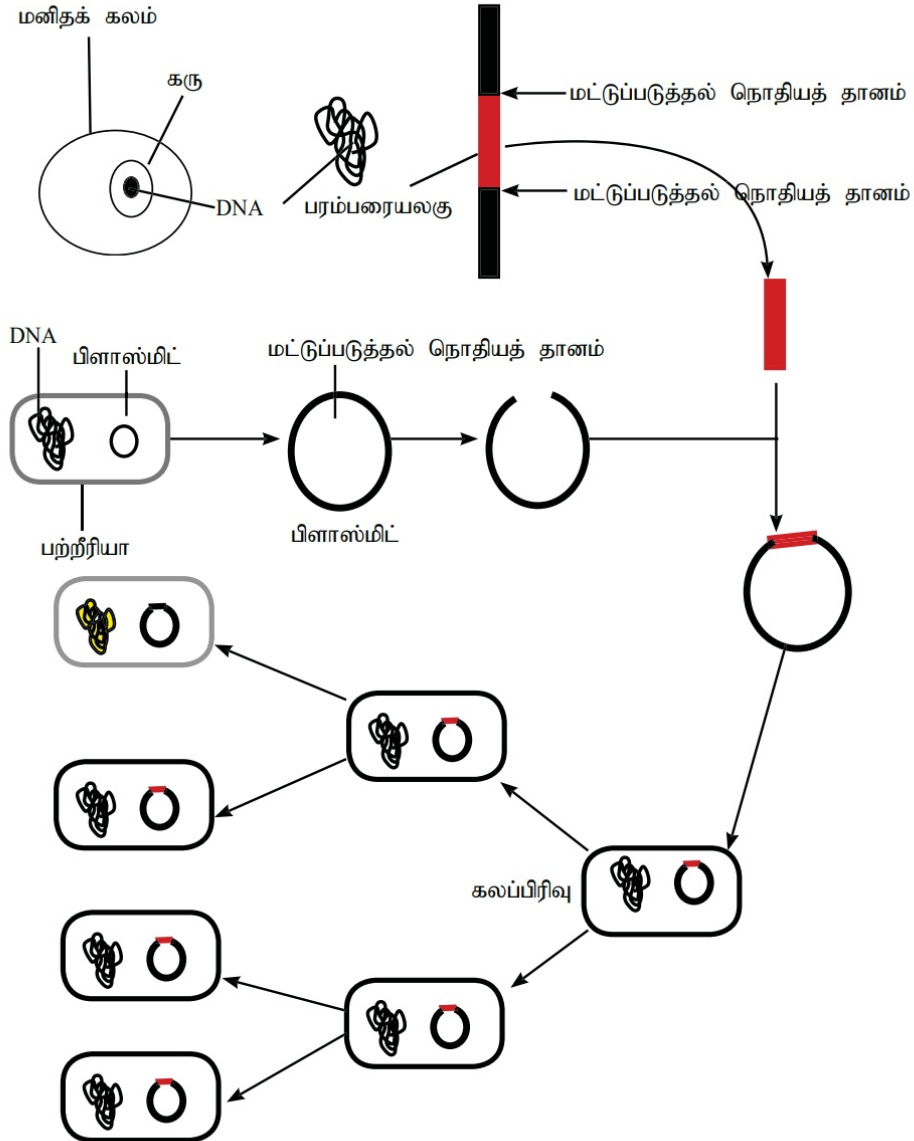 மனிதக் கலம்
கரு
மட்டுப்படுத்தல் நொதியத் தானம்
DNA
பரம்பரையலகு
மட்டுப்படுத்தல் நொதியத் தானம்
DNA
பிளாஸ்மிட்
மட்டுப்படுத்தல் நொதியத் தானம்
பற்றீரியா
பிளாஸ்மிட்
கலப்பிரிவு